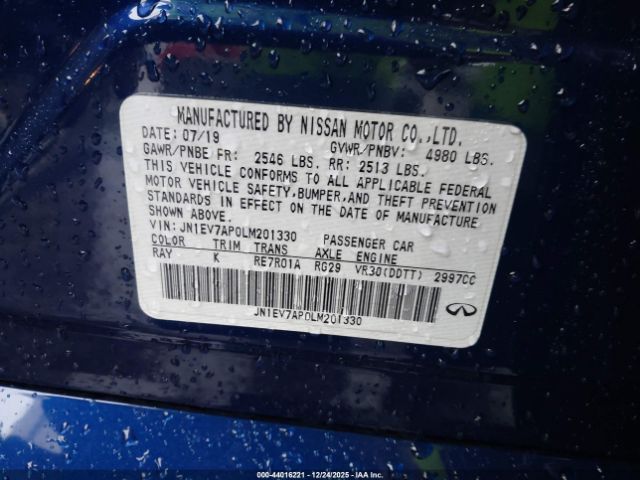 MANUFACTURED BY NISSAN MOTOR CO.,LTD.
DATE: 07/19 GVWR/PNBV: 4980 LBS.
GAWR/PNBE FR: 2546 LBS. RR: 2513 LBS.
THIS VEHICLE CONFORMS TO ALL APPLICABLE FEDERAL
MOTOR VEHICLE SAFETY,BUMPER,AND THEFT PREVENTION
STANDARDS IN EFFECT ON THE DATE OF MANUFACTURE
SHOWN ABOVE.
VIN: JN1EV7AP0LM201330 PASSENGER CAR
COLOR TRIM TRANS AXLE ENGINE
RAY K RE7R01A RG29 VR30(DDTT) 2997CC
JN1EV7AP0LM201330
000-44016221 - 12/24/2025 - IAA Inc.